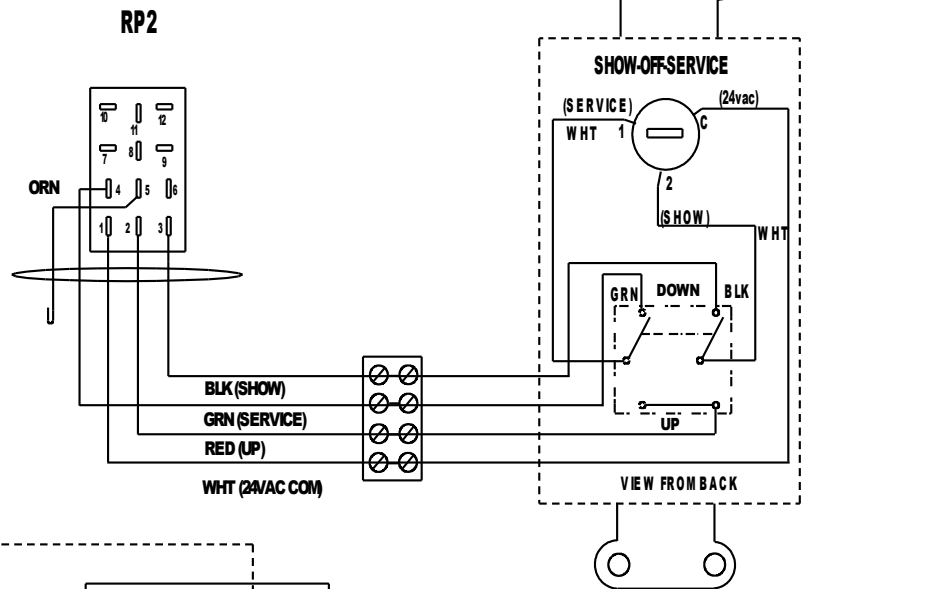 RP2
SHOW-OFF-SERVICE
(SERVICE)
(24vac)
WHT
1
C
10
11
12
7
8
9
2
ORN
4
5
6
(SHOW)
1
2
3
WHT
GRN
DOWN
BLK
BLK (SHOW)
GRN (SERVICE)
UP
RED (UP)
WHT (24VAC COM)
VIEW FROM BACK